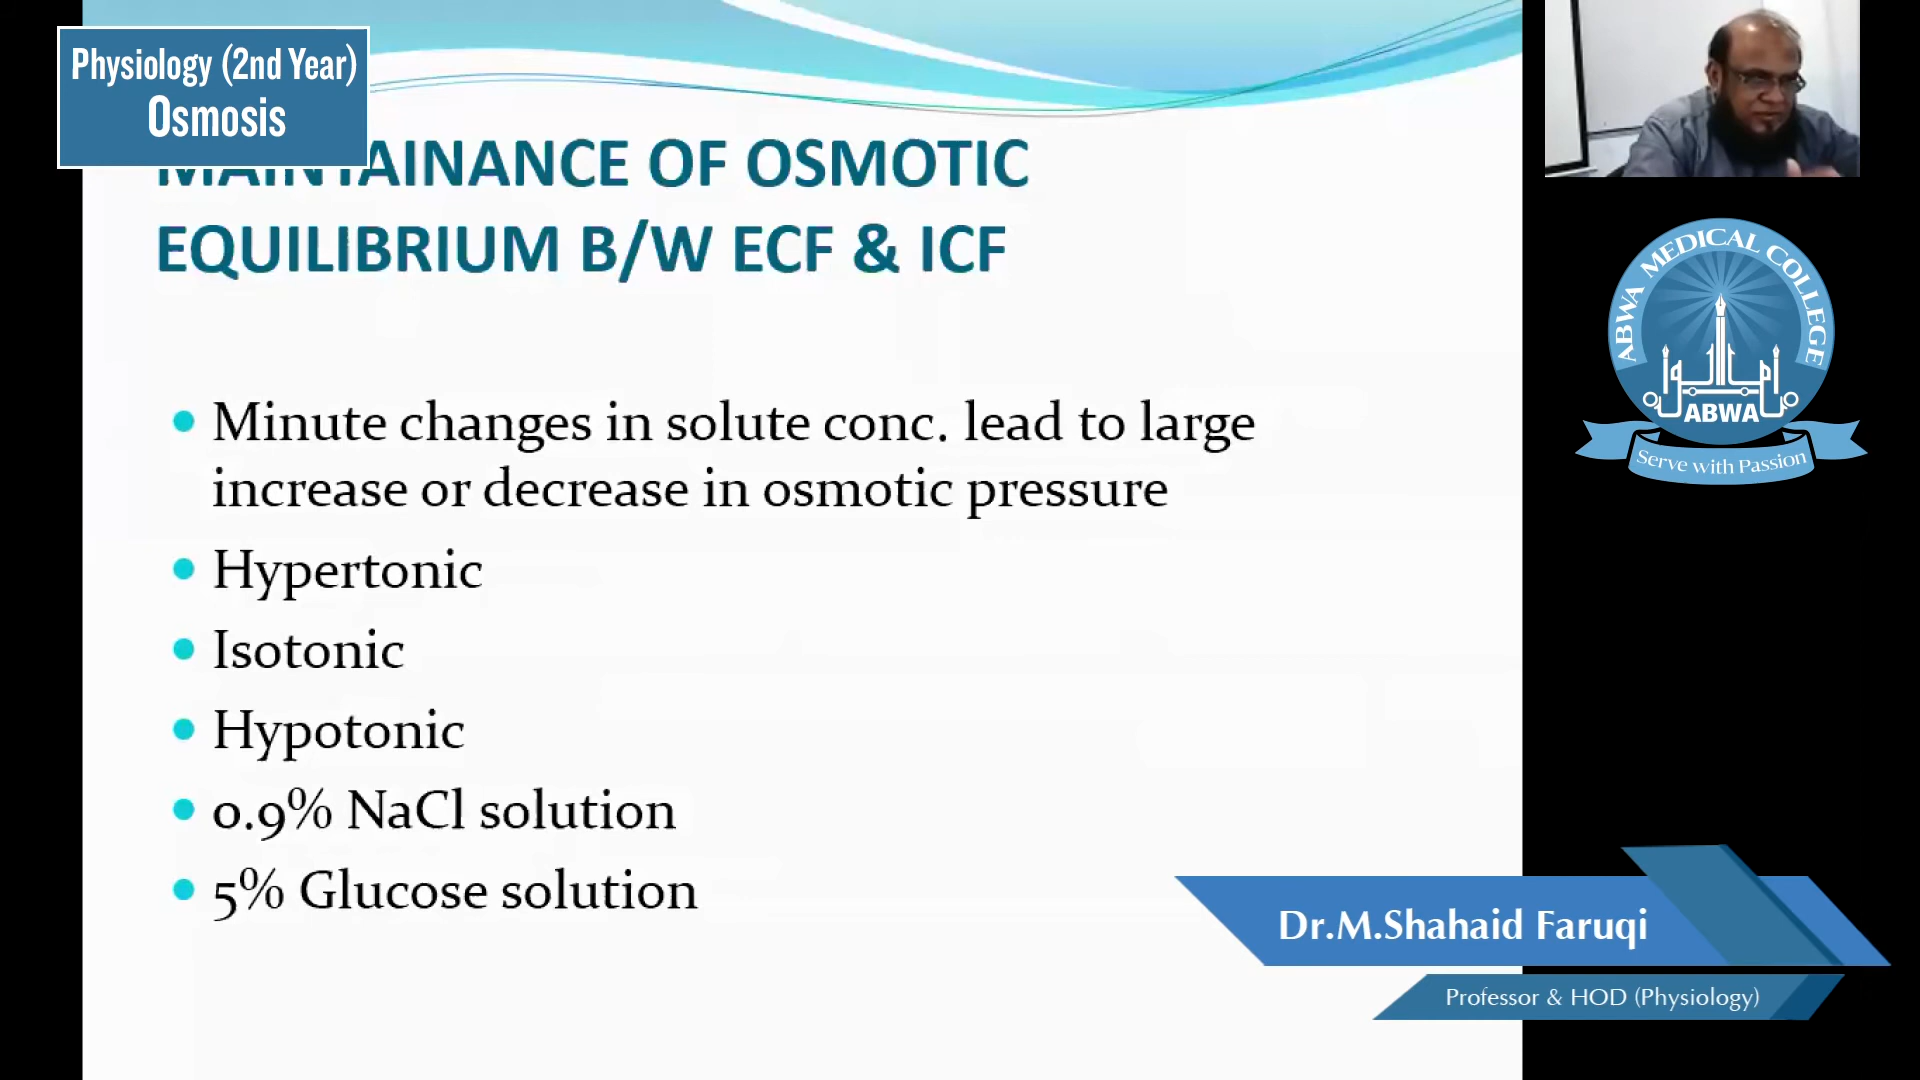 Physiology (2nd Year)
Osmosis
MAINTAINANCE OF OSMOTIC
EQUILIBRIUM B/W ECF & ICF
• Minute changes in solute conc. lead to large
increase or decrease in osmotic pressure
• Hypertonic
• Isotonic
• Hypotonic
• 0.9% NaCl solution
• 5% Glucose solution
ABWA MEDICAL COLLEGE
ABWA
Serve with Passion
Dr.M.Shahaid Faruqi
Professor & HOD (Physiology)